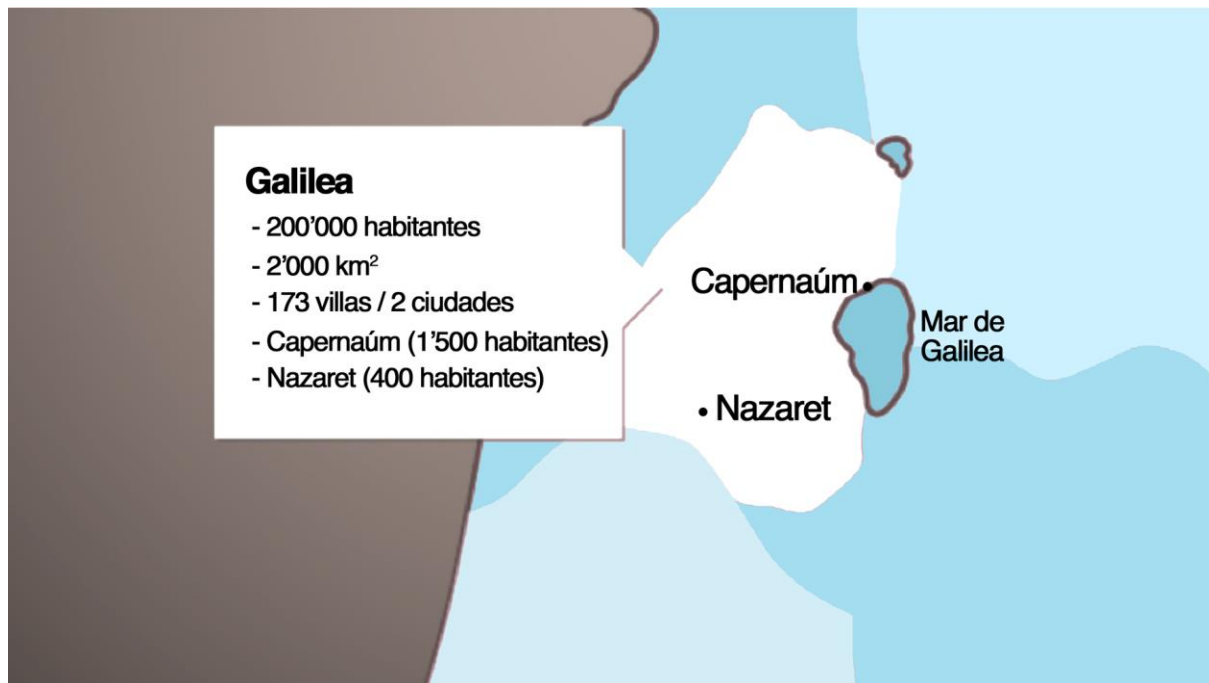 Galilea
- 200’000 habitantes
- 2’000 km²
- 173 villas / 2 ciudades
- Capernaúm (1’500 habitantes)
- Nazaret (400 habitantes)
Capernaúm
Mar de
Galilea
Nazaret